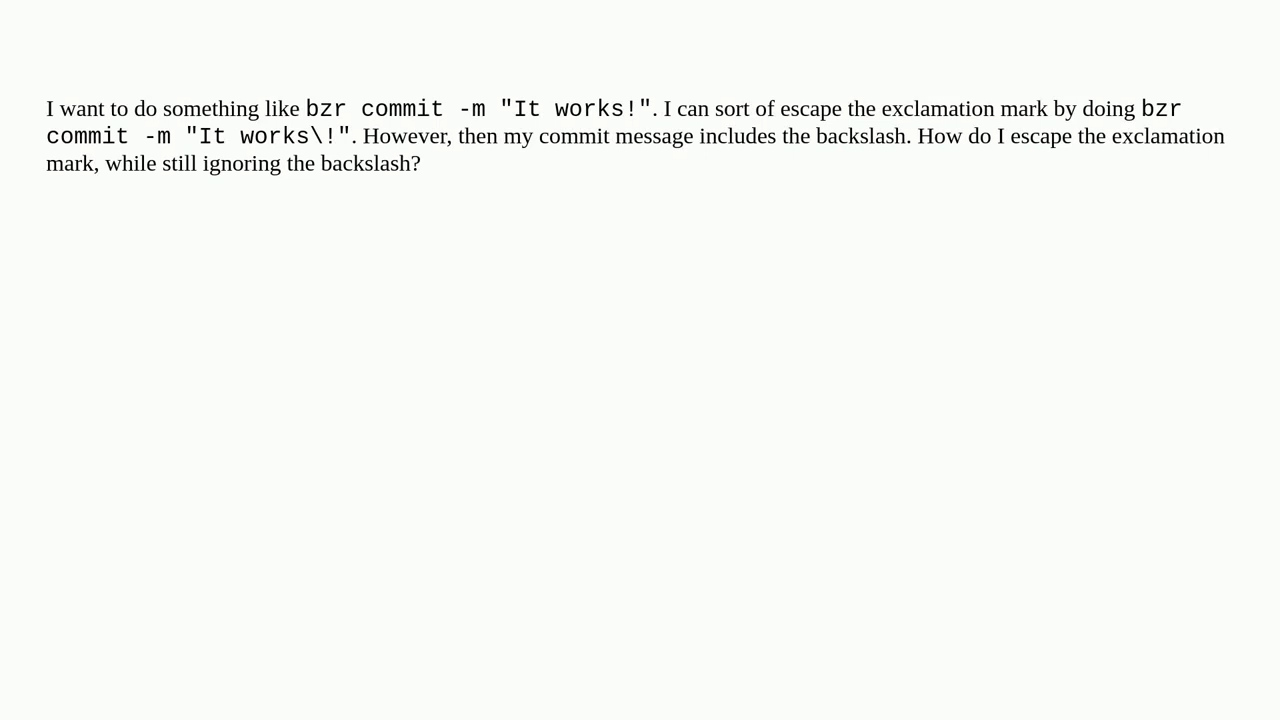 I want to do something like bzr commit -m "It works!". I can sort of escape the exclamation mark by doing bzr
commit -m "It works\!". However, then my commit message includes the backslash. How do I escape the exclamation
mark, while still ignoring the backslash?